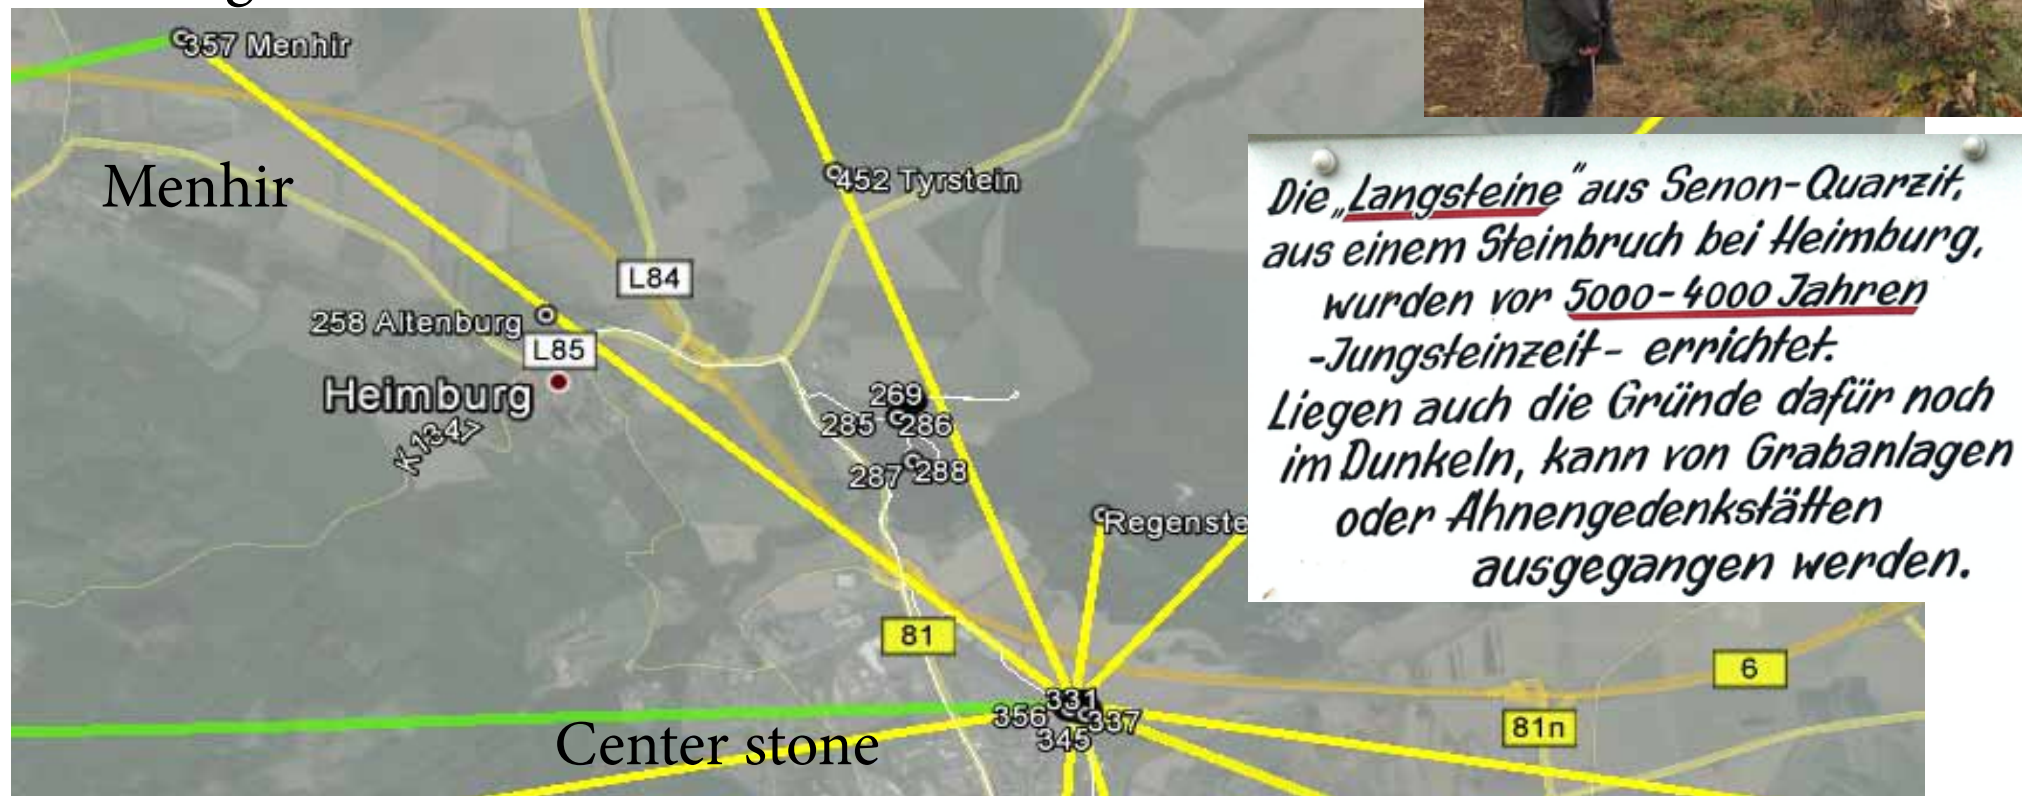 357 Menhir
Menhir
452 Tyrstein
L84
258 Altenburg
L85
Heimburg
K1347
269
285 286
287 288
Regenste
81
331
356 337
345
Center stone
6
81n
Die „Langsteine” aus Senon-Quarzit,
aus einem Steinbruch bei Heimburg,
wurden vor 5000-4000 Jahren
-Jungsteinzeit- errichtet.
Liegen auch die Gründe dafür noch
im Dunkeln, kann von Grabanlagen
oder Ahnengedenkstätten
ausgegangen werden.